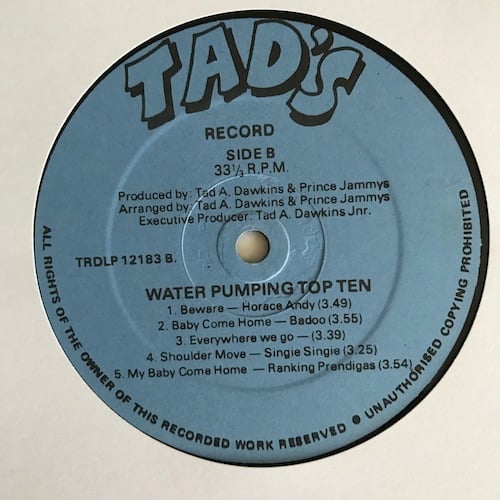 TAD'S
RECORD
SIDE B
33⅓ R.P.M.
Produced by: Tad A. Dawkins & Prince Jammys
Arranged by: Tad A. Dawkins & Prince Jammys
Executive Producer: Tad A. Dawkins Jnr.
TRDLP 12183 B.
WATER PUMPING TOP TEN
1. Beware — Horace Andy (3.49)
2. Baby Come Home — Badoo (3.55)
3. Everywhere we go — (3.39)
4. Shoulder Move — Singie Singie (3.25)
5. My Baby Come Home — Ranking Prendigas (3.54)
ALL RIGHTS OF THE OWNER OF THIS RECORDED WORK RESERVED ● UNAUTHORISED COPYING PROHIBITED